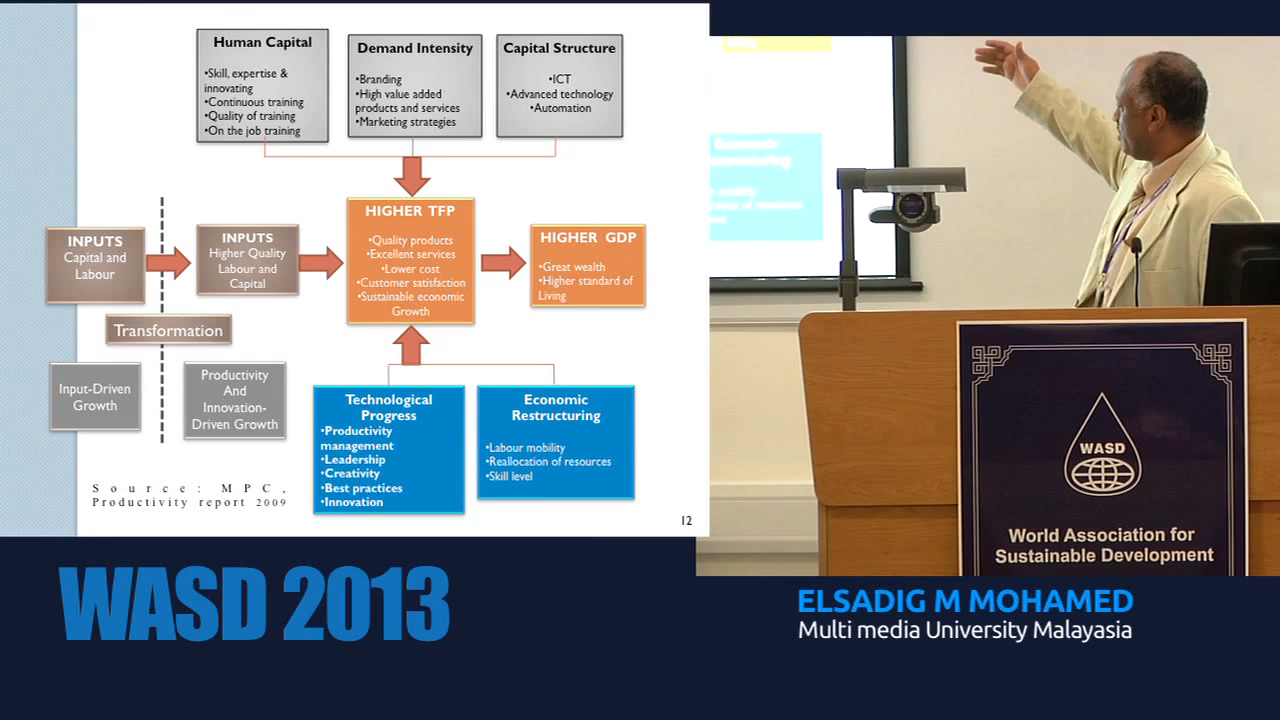 Human Capital
•Skill, expertise &
innovating
•Continuous training
•Quality of training
•On the job training
Demand Intensity
•Branding
•High value added
products and services
•Marketing strategies
Capital Structure
•ICT
•Advanced technology
•Automation
INPUTS
Capital and
Labour
INPUTS
Higher Quality
Labour and
Capital
HIGHER TFP
•Quality products
•Excellent services
•Lower cost
•Customer satisfaction
•Sustainable economic
Growth
HIGHER GDP
•Great wealth
•Higher standard of
Living
Transformation
Input-Driven
Growth
Productivity
And
Innovation-
Driven Growth
Technological
Progress
•Productivity
management
•Leadership
•Creativity
•Best practices
•Innovation
Economic
Restructuring
•Labour mobility
•Reallocation of resources
•Skill level
Source: MPC,
Productivity report 2009
12
WASD
World Association for
Sustainable Development
WASD 2013
ELSADIG M MOHAMED
Multi media University Malayasia